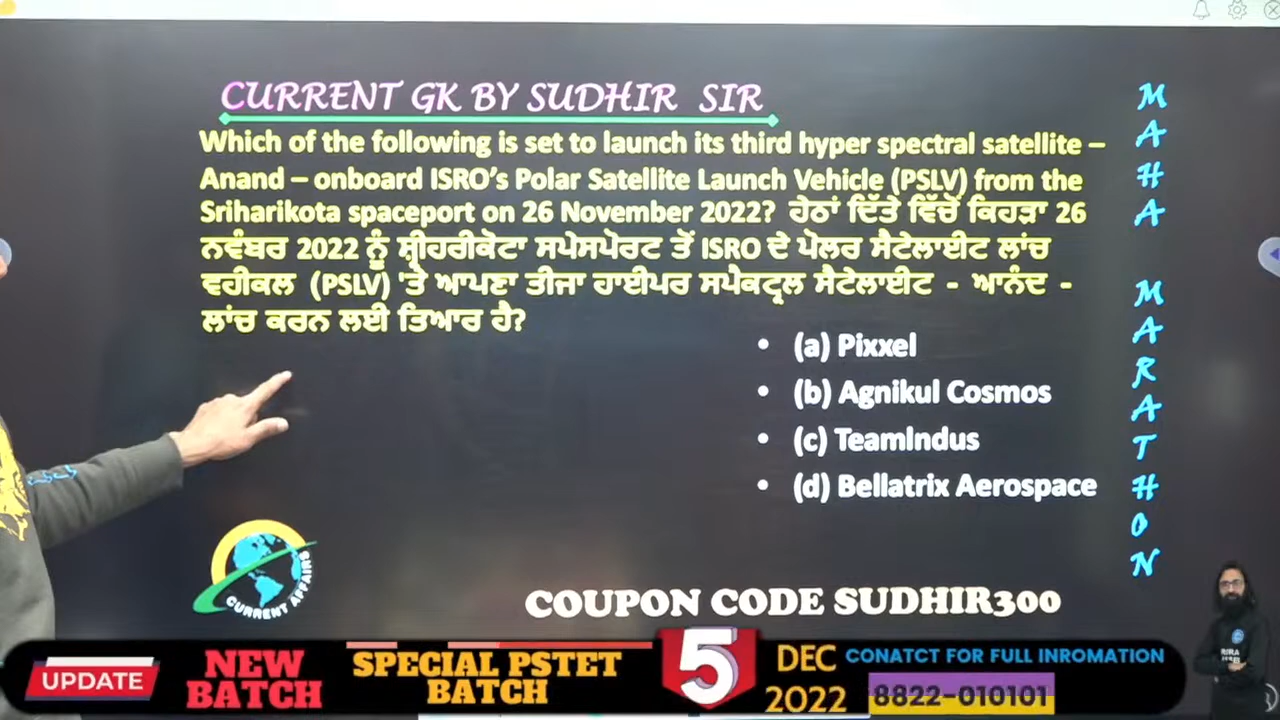 CURRENT GK BY SUDHIR SIR
Which of the following is set to launch its third hyper spectral satellite –
Anand – onboard ISRO's Polar Satellite Launch Vehicle (PSLV) from the
Sriharikota spaceport on 26 November 2022? ਹੇਠਾਂ ਦਿੱਤੇ ਵਿੱਚੋਂ ਕਿਹੜਾ 26
ਨਵੰਬਰ 2022 ਨੂੰ ਸ਼੍ਰੀਹਰੀਕੋਟਾ ਸਪੇਸਪੋਰਟ ਤੋਂ ISRO ਦੇ ਪੋਲਰ ਸੈਟੇਲਾਈਟ ਲਾਂਚ
ਵਹੀਕਲ (PSLV) 'ਤੇ ਆਪਣਾ ਤੀਜਾ ਹਾਈਪਰ ਸਪੈਕਟ੍ਰਲ ਸੈਟੇਲਾਈਟ - ਆਨੰਦ -
ਲਾਂਚ ਕਰਨ ਲਈ ਤਿਆਰ ਹੈ?
• (a) Pixxel
• (b) Agnikul Cosmos
• (c) TeamIndus
• (d) Bellatrix Aerospace
MAHA MARATHON
CURRENT AFFAIRS
COUPON CODE SUDHIR300
UPDATE
NEW
BATCH
SPECIAL PSTET
BATCH
5
DEC
2022
CONATCT FOR FULL INROMATION
8822-010101